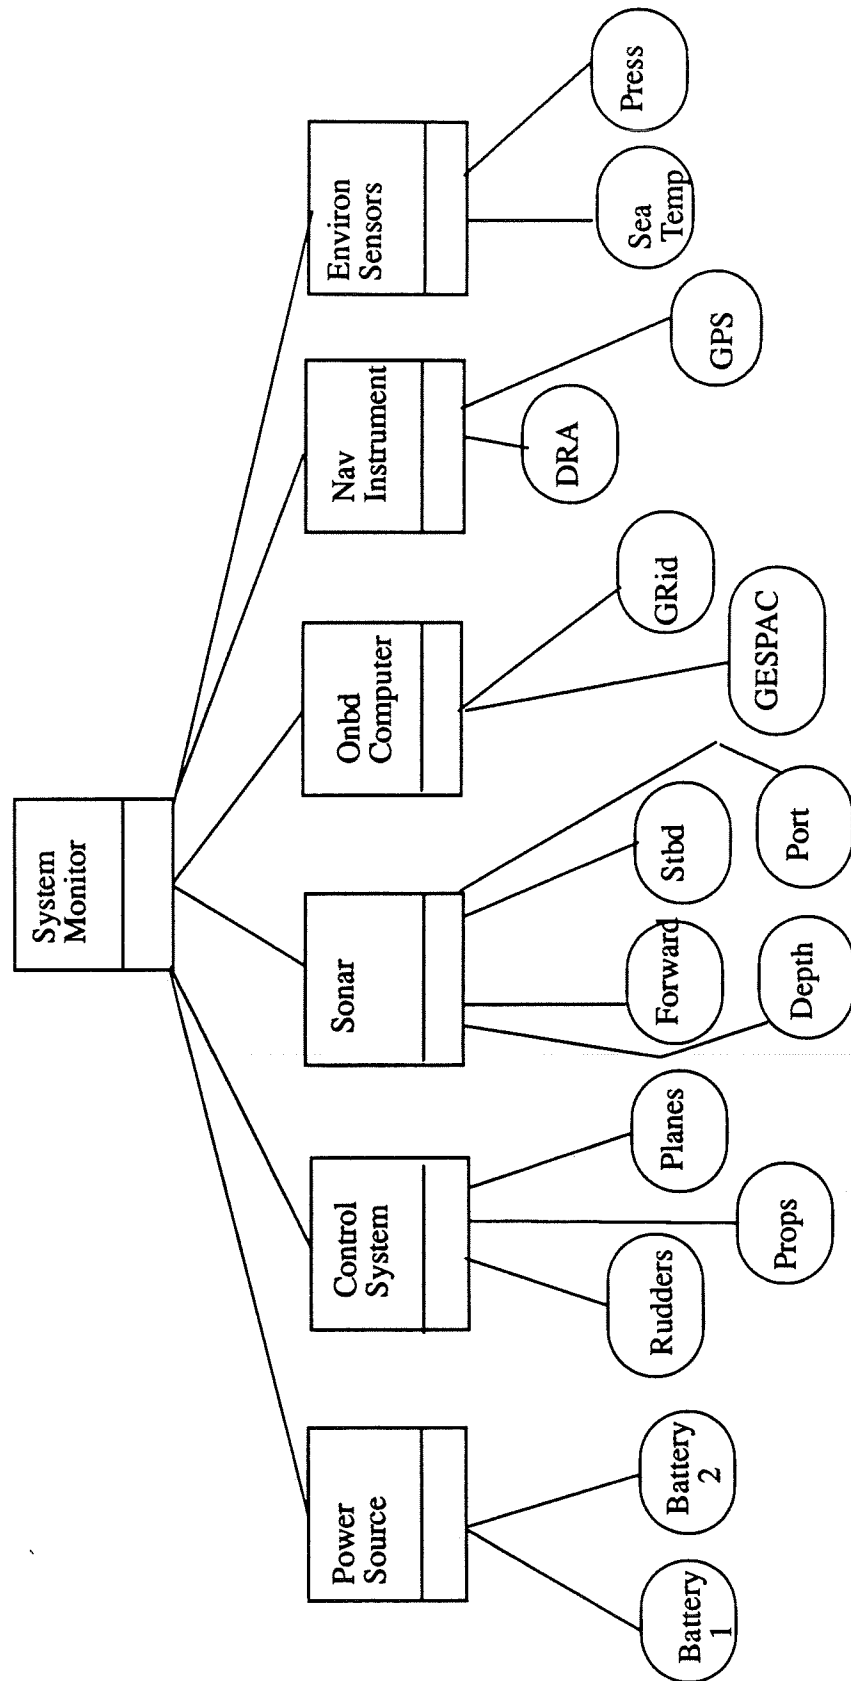 System
Monitor
Power
Source
Control
System
Sonar
Onbd
Computer
Nav
Instrument
Environ
Sensors
Battery
1
Battery
2
Rudders
Props
Planes
Forward
Depth
Stbd
Port
GESPAC
GRid
DRA
GPS
Sea
Temp
Press